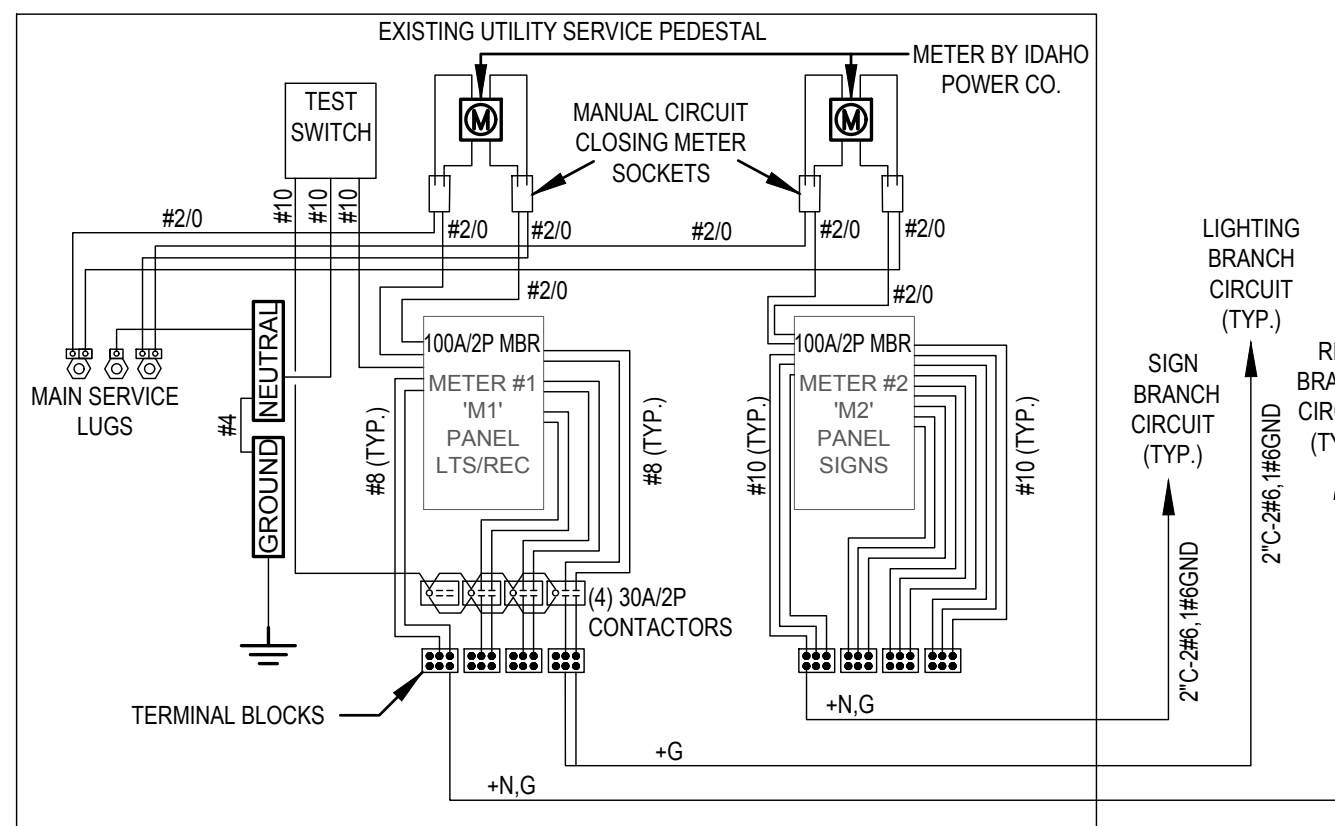 EXISTING UTILITY SERVICE PEDESTAL
METER BY IDAHO
POWER CO.
TEST
SWITCH
M
M
MANUAL CIRCUIT
CLOSING METER
SOCKETS
#10
#10
#10
#2/0
#2/0
#2/0
#2/0
#2/0
#2/0
#2/0
#2/0
LIGHTING
BRANCH
CIRCUIT
(TYP.)
MAIN SERVICE
LUGS
NEUTRAL
#4
GROUND
100A/2P MBR
METER #1
'M1'
PANEL
LTS/REC
#8 (TYP.)
#8 (TYP.)
100A/2P MBR
METER #2
'M2'
PANEL
SIGNS
#10 (TYP.)
#10 (TYP.)
SIGN
BRANCH
CIRCUIT
(TYP.)
2"C-2#6,1#6GND
2"C-2#6,1#6GND
(4) 30A/2P
CONTACTORS
TERMINAL BLOCKS
+N,G
+G
+N,G